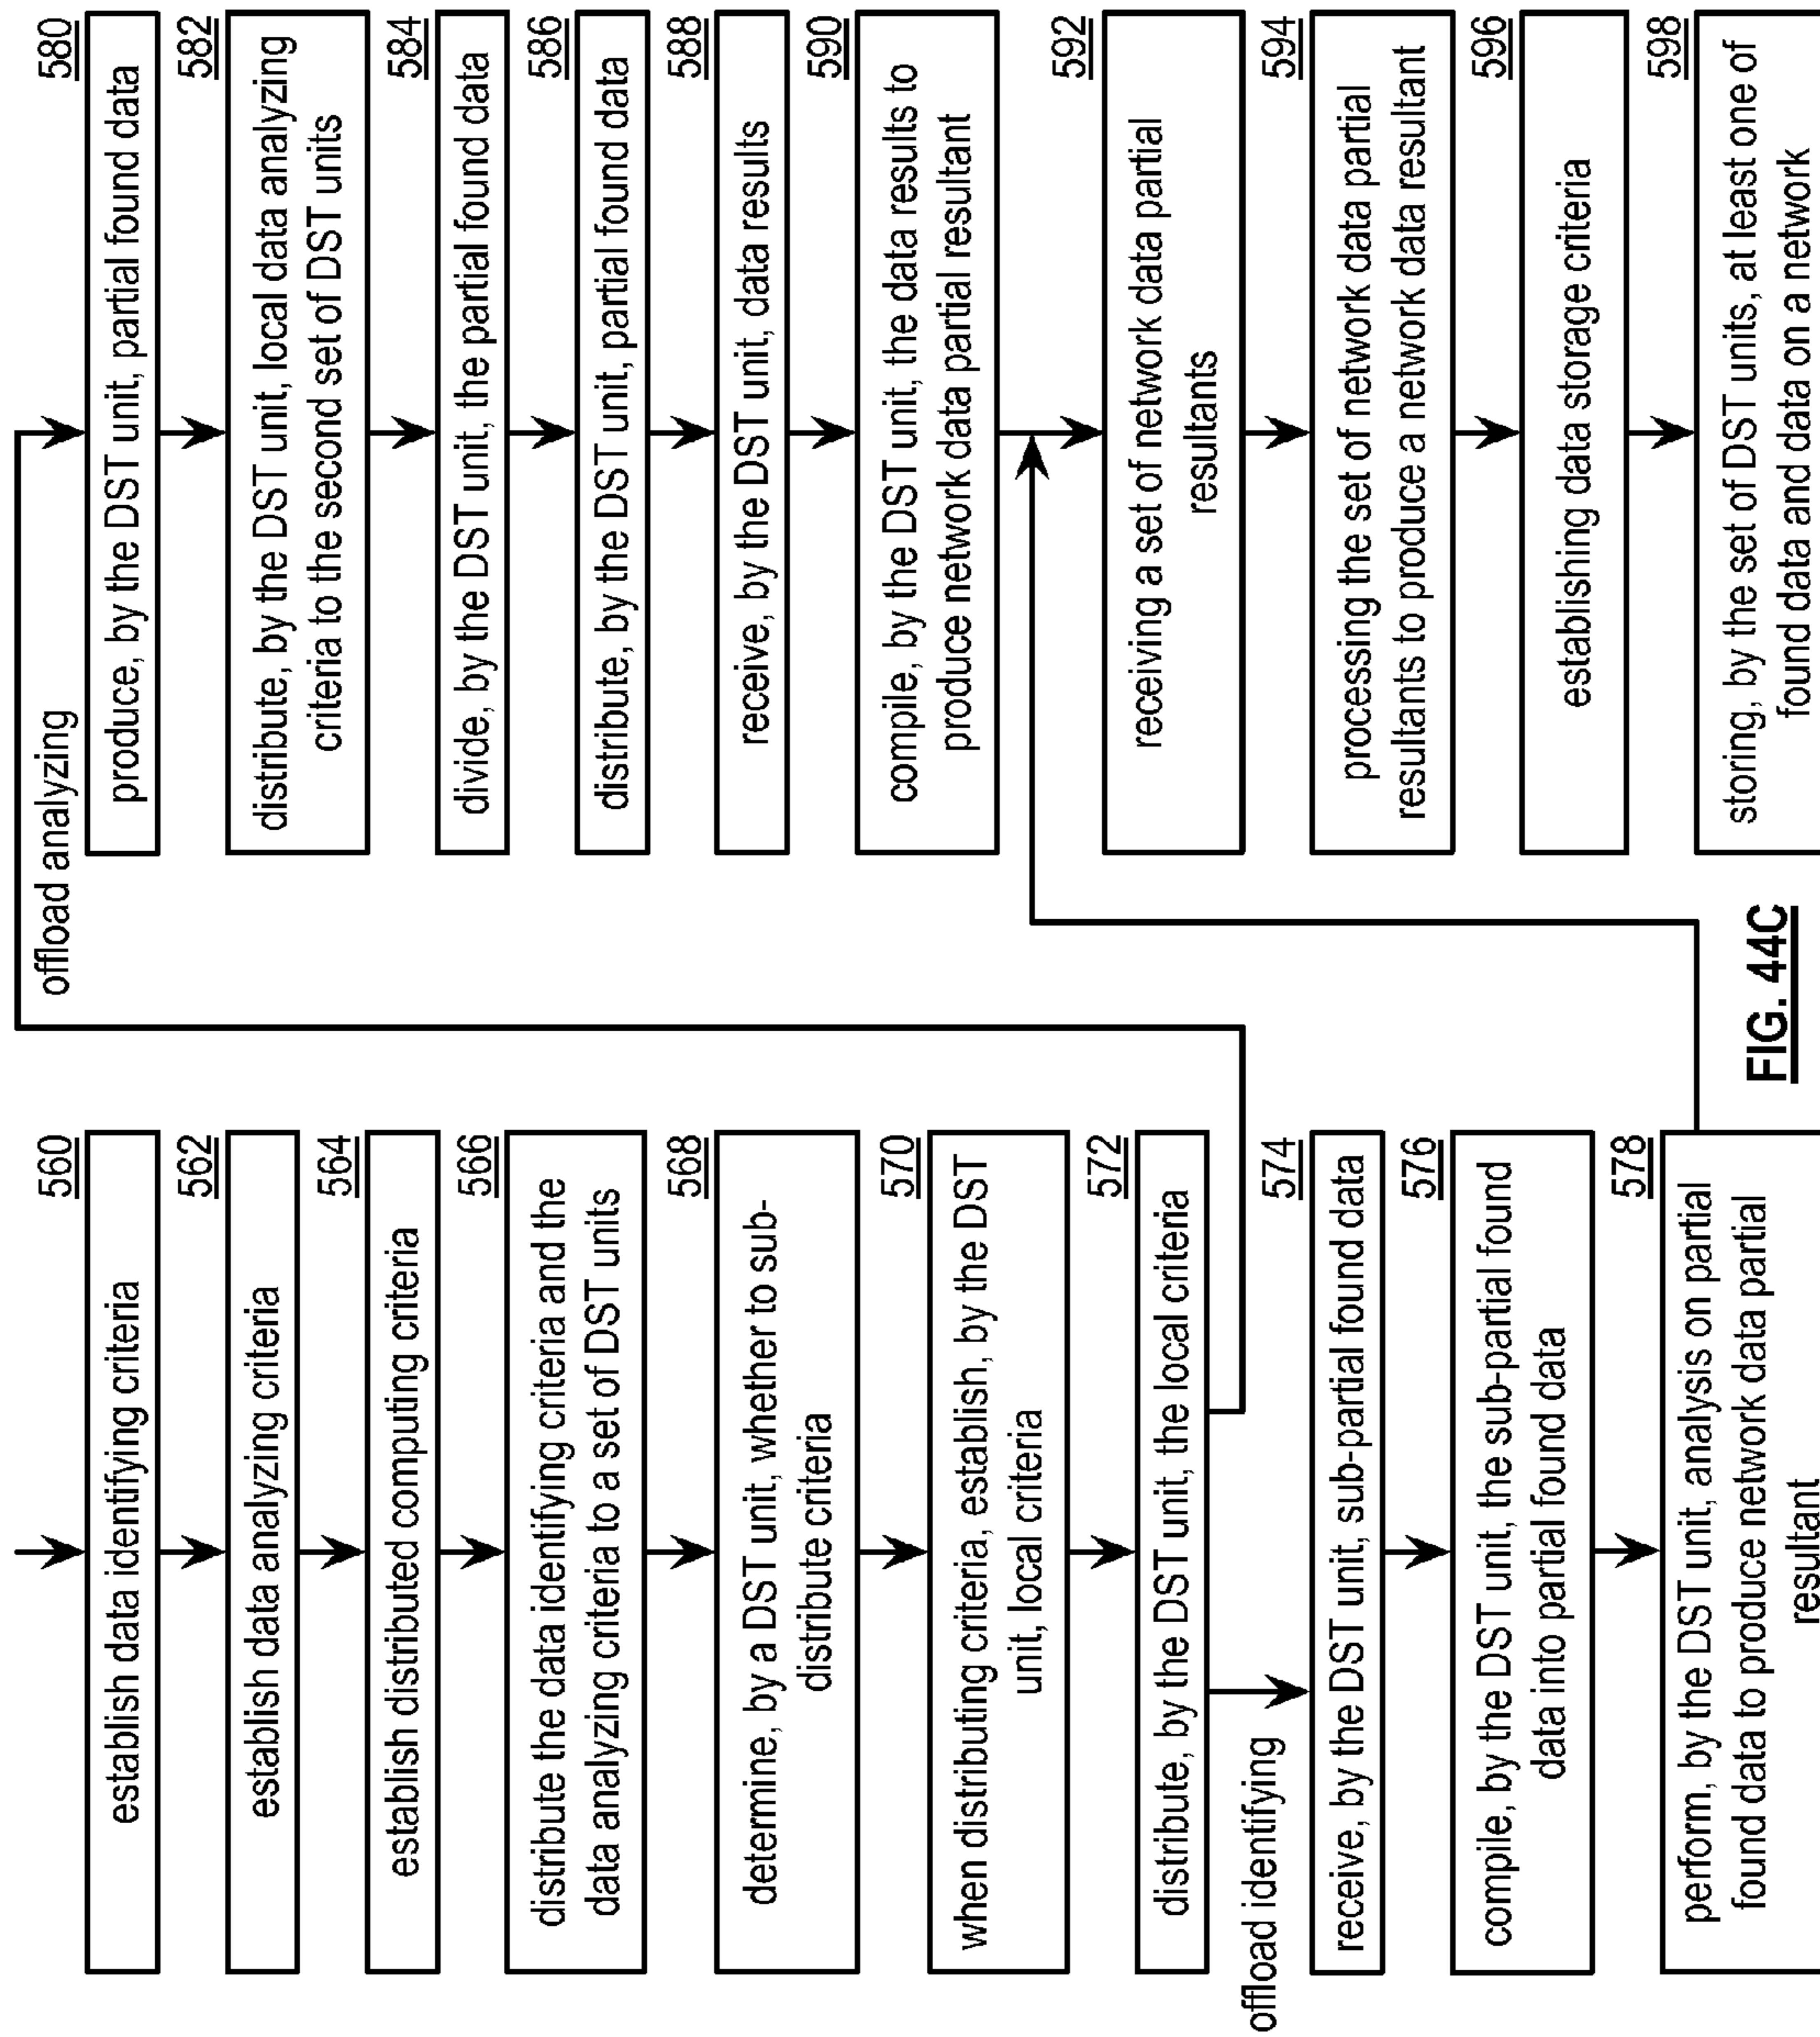 560
establish data identifying criteria
562
establish data analyzing criteria
564
establish distributed computing criteria
566
distribute the data identifying criteria and the
data analyzing criteria to a set of DST units
568
determine, by a DST unit, whether to sub-
distribute criteria
570
when distributing criteria, establish, by the DST
unit, local criteria
572
distribute, by the DST unit, the local criteria
offload identifying
574
receive, by the DST unit, sub-partial found data
576
compile, by the DST unit, the sub-partial found
data into partial found data
578
perform, by the DST unit, analysis on partial
found data to produce network data partial
resultant
offload analyzing
580
produce, by the DST unit, partial found data
582
distribute, by the DST unit, local data analyzing
criteria to the second set of DST units
584
divide, by the DST unit, the partial found data
586
distribute, by the DST unit, partial found data
588
receive, by the DST unit, data results
590
compile, by the DST unit, the data results to
produce network data partial resultant
592
receiving a set of network data partial
resultants
594
processing the set of network data partial
resultants to produce a network data resultant
596
establishing data storage criteria
598
storing, by the set of DST units, at least one of
found data and data on a network
FIG. 44C